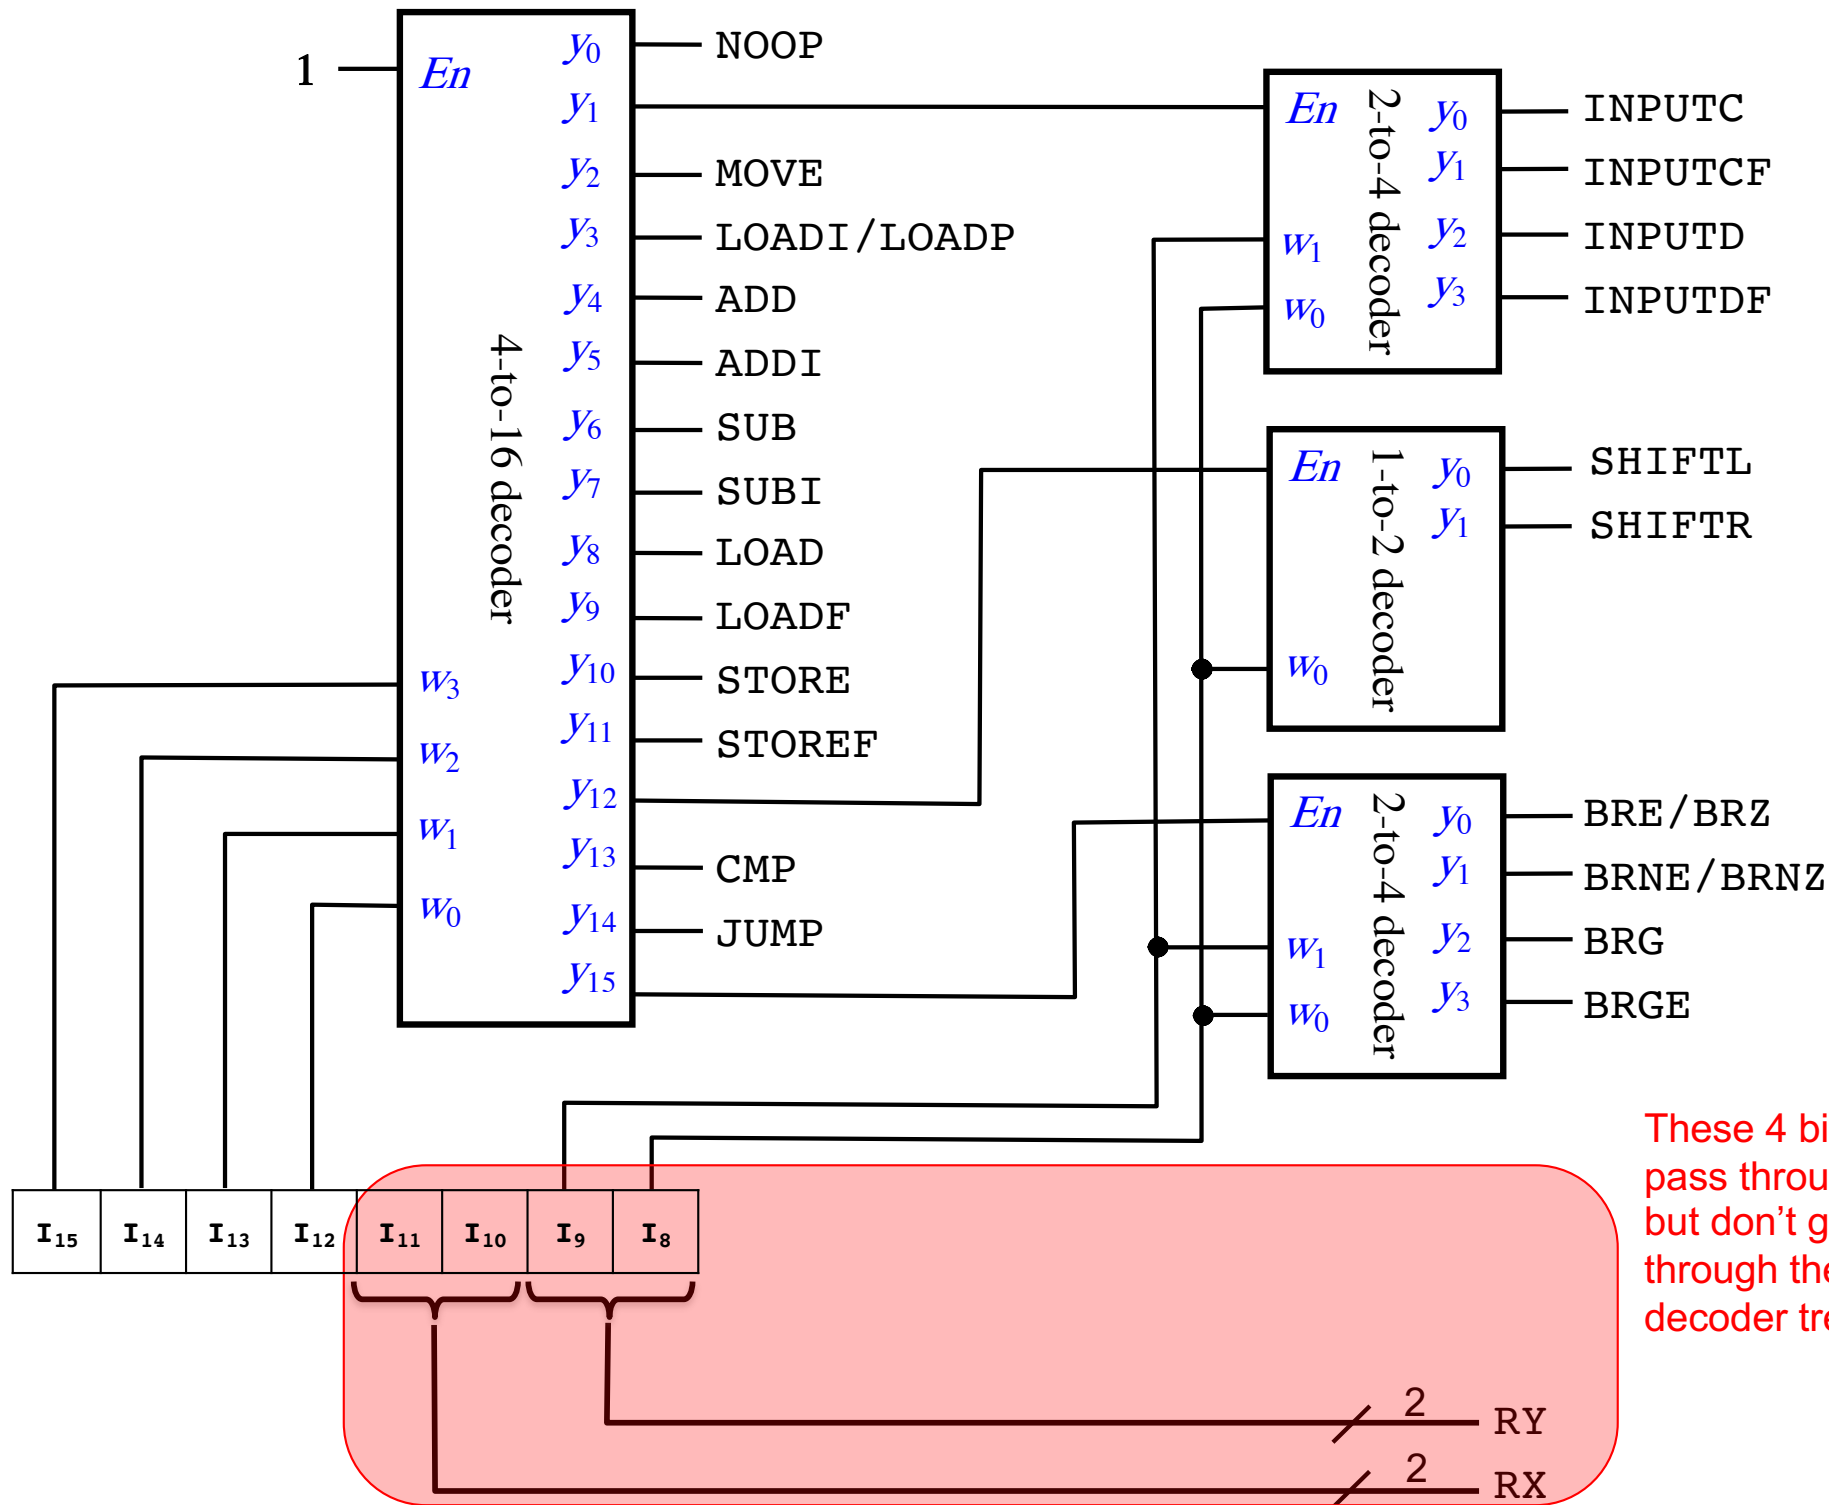 1
En
y0 NOOP
y1
y2 MOVE
y3 LOADI/LOADP
y4 ADD
y5 ADDI
y6 SUB
y7 SUBI
y8 LOAD
y9 LOADF
y10 STORE
y11 STOREF
y12
y13 CMP
y14 JUMP
y15
4-to-16 decoder
w3
w2
w1
w0
En
w1
w0
2-to-4 decoder
y0 INPUTC
y1 INPUTCF
y2 INPUTD
y3 INPUTDF
En
w0
1-to-2 decoder
y0 SHIFTL
y1 SHIFTR
En
w1
w0
2-to-4 decoder
y0 BRE/BRZ
y1 BRNE/BRNZ
y2 BRG
y3 BRGE
I15 I14 I13 I12 I11 I10 I9 I8
These 4
pass
but don't
through
decoder
2 RY
2 RX